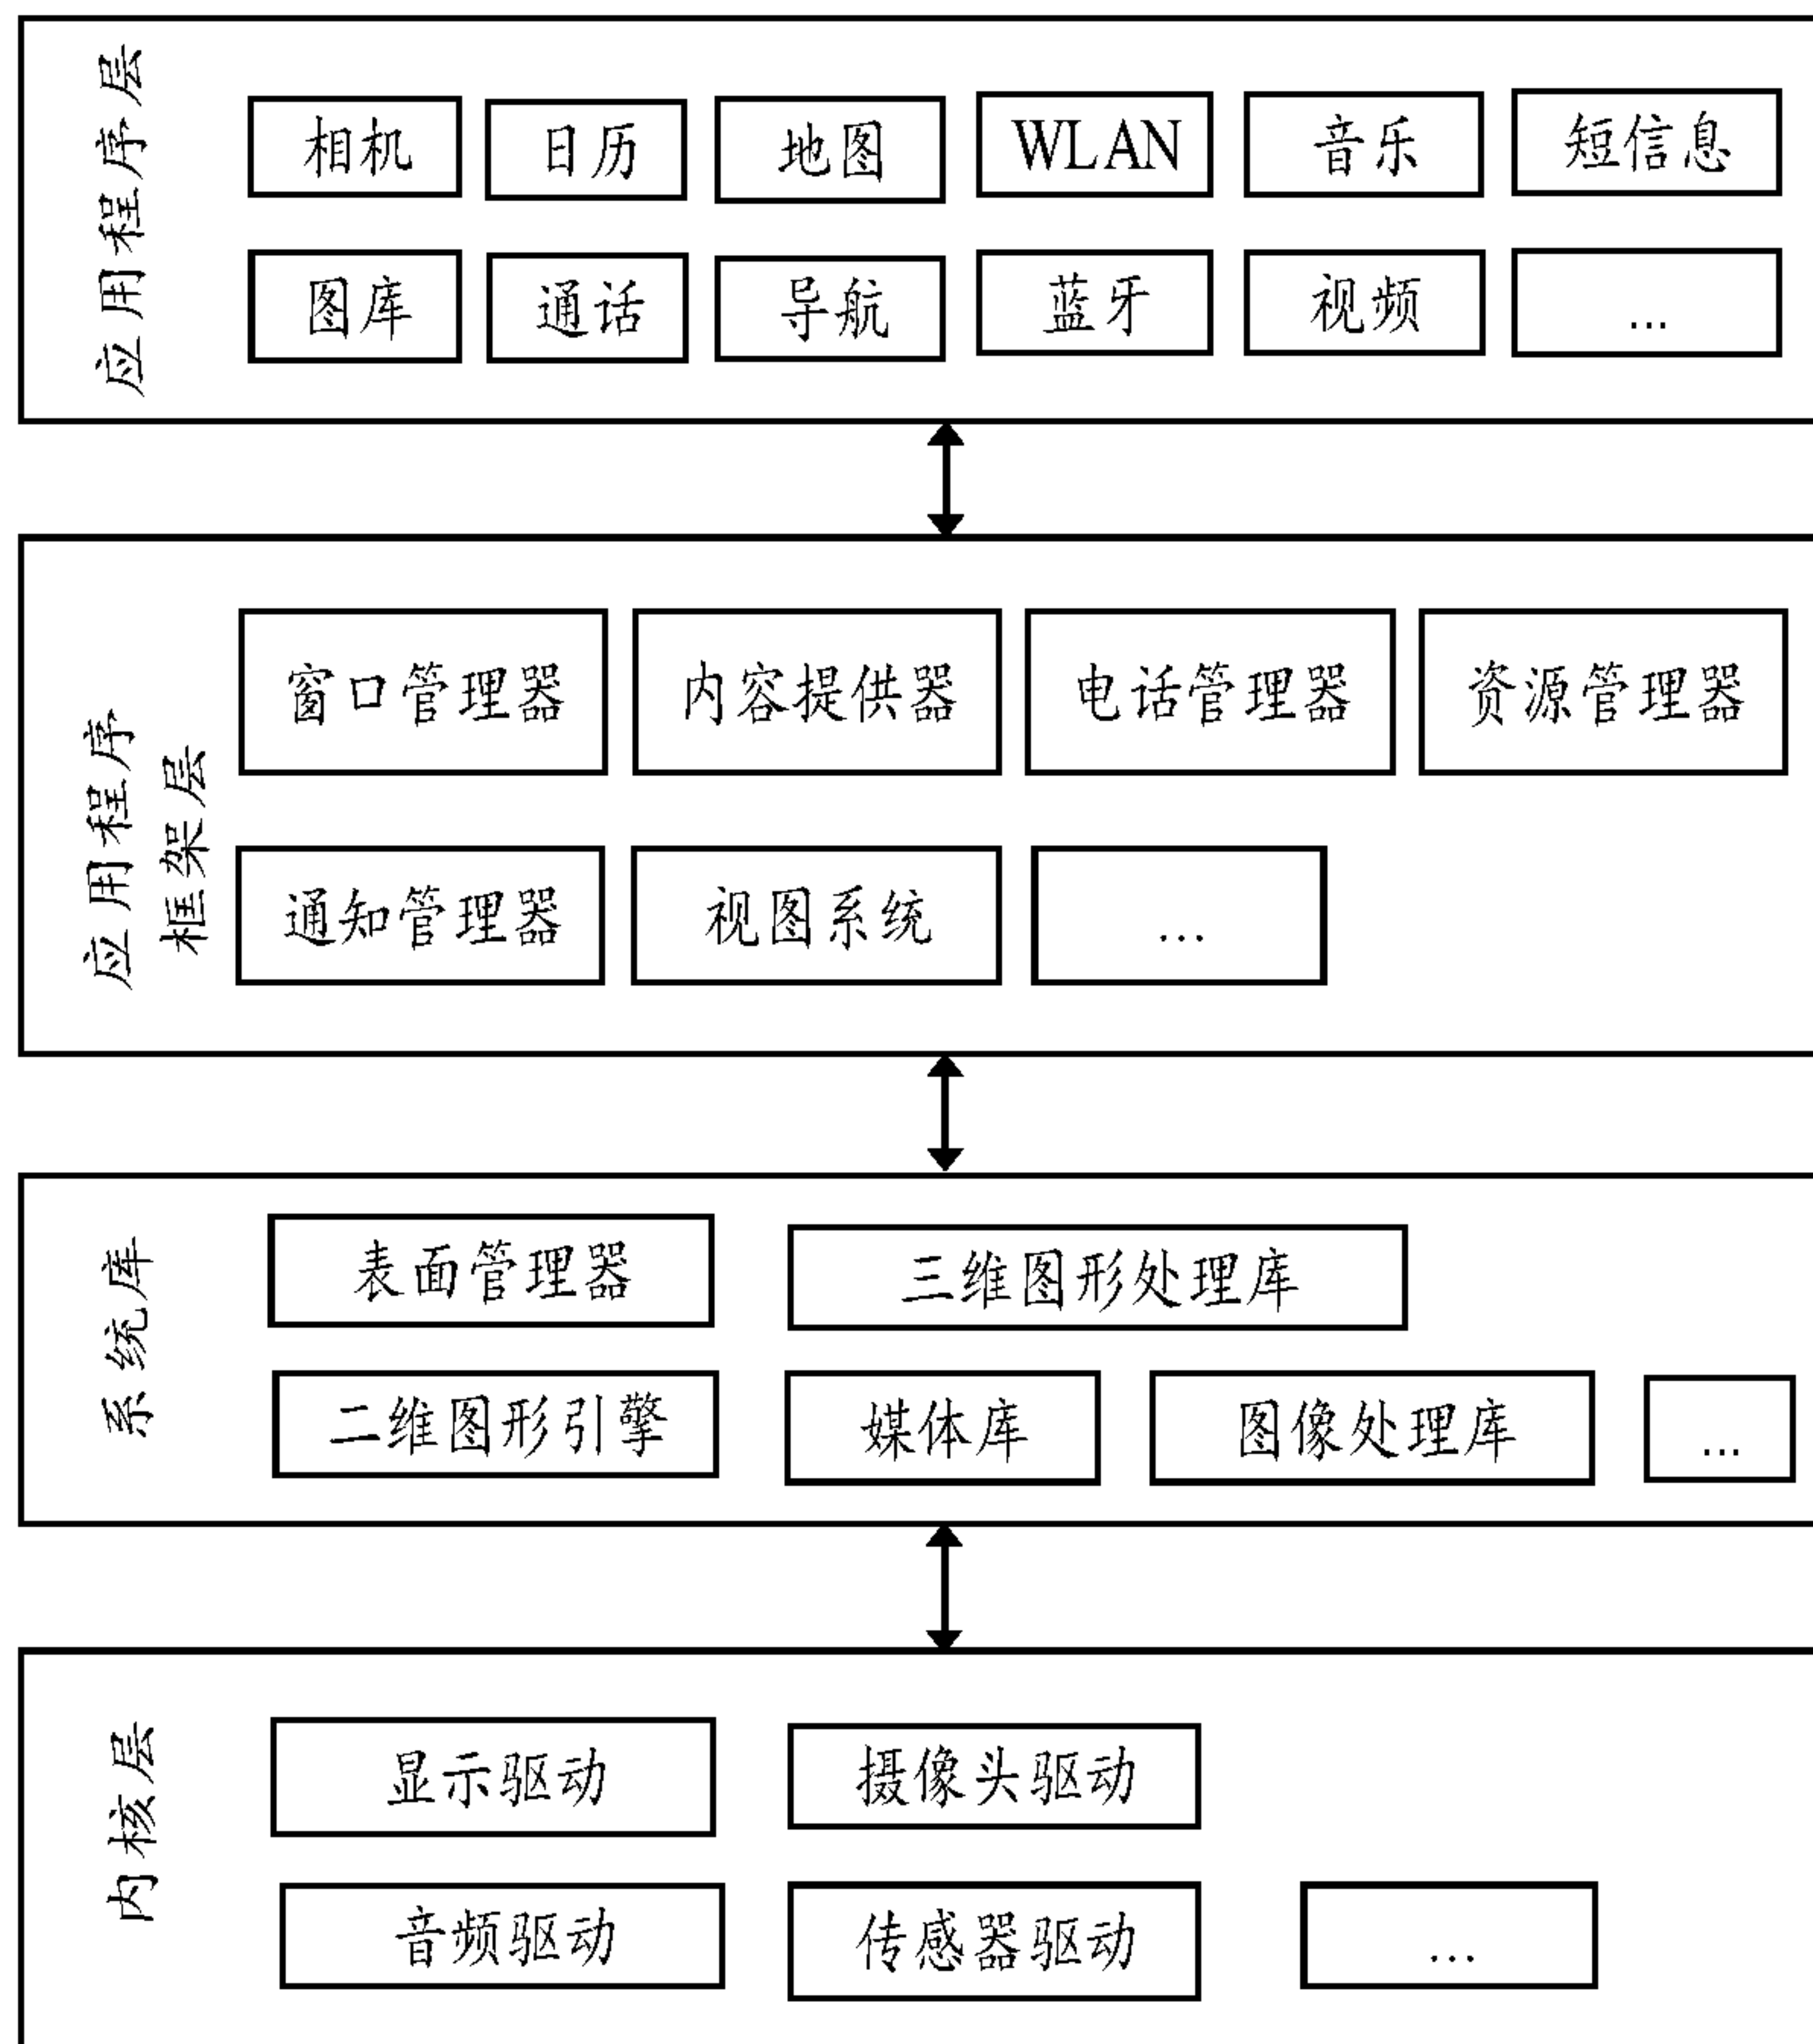 应用程序层
相机
日历
地图
WLAN
音乐
短信息
图库
通话
导航
蓝牙
视频
...
应用程序
框架层
窗口管理器
内容提供器
电话管理器
资源管理器
通知管理器
视图系统
...
系统库
表面管理器
三维图形处理库
二维图形引擎
媒体库
图像处理库
...
内核层
显示驱动
摄像头驱动
音频驱动
传感器驱动
...